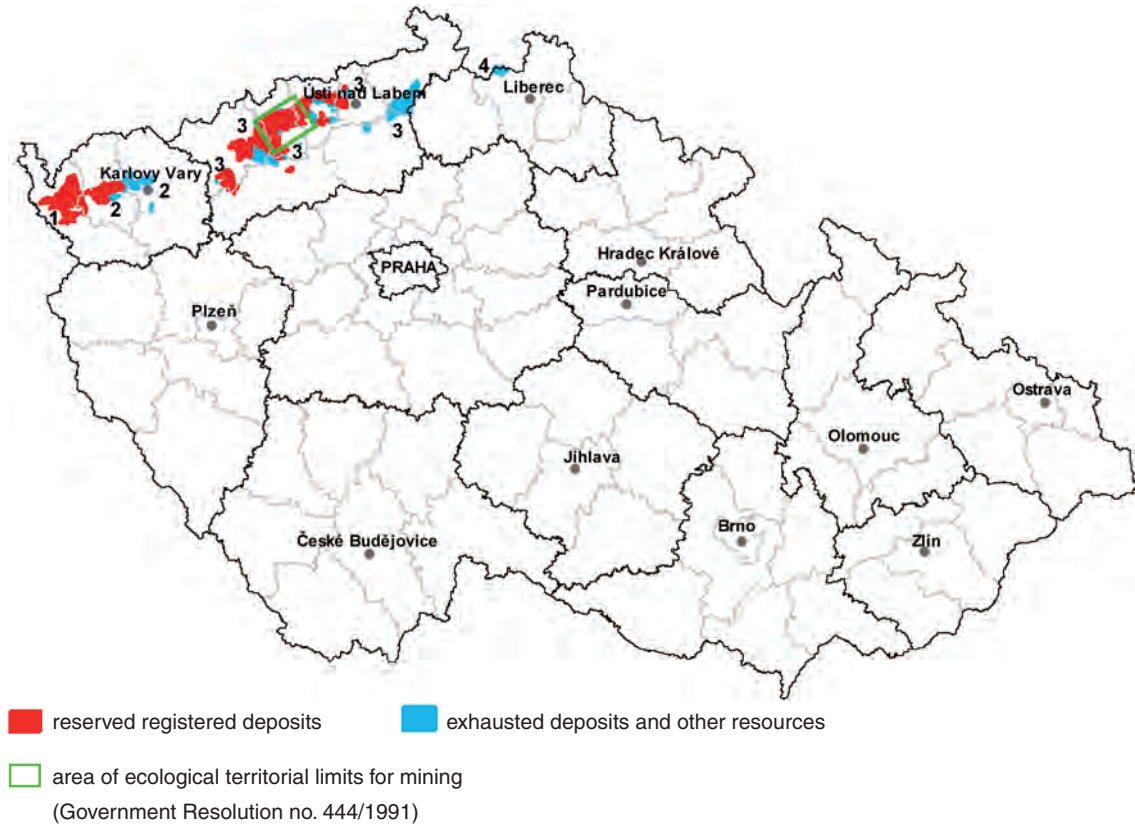 4
Liberec
3
Ústí nad Labem
3
3
3
3
Karlovy Vary
2
2
1
PRAHA
Hradec Králové
Pardubice
Plzeň
Ostrava
Olomouc
Jihlava
Brno
Zlín
České Budějovice
reserved registered deposits
exhausted deposits and other resources
area of ecological territorial limits for mining
(Government Resolution no. 444/1991)